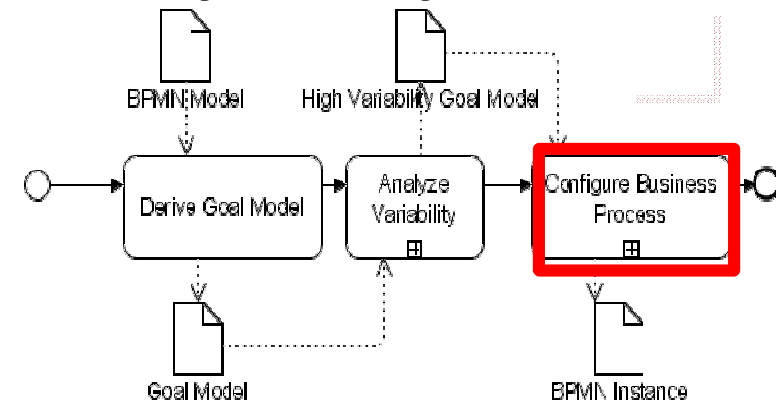 BPMN Model
High Variability Goal Model
Derive Goal Model
Analyze
Variability
Configure Business
Process
Goal Model
BPMN Instance